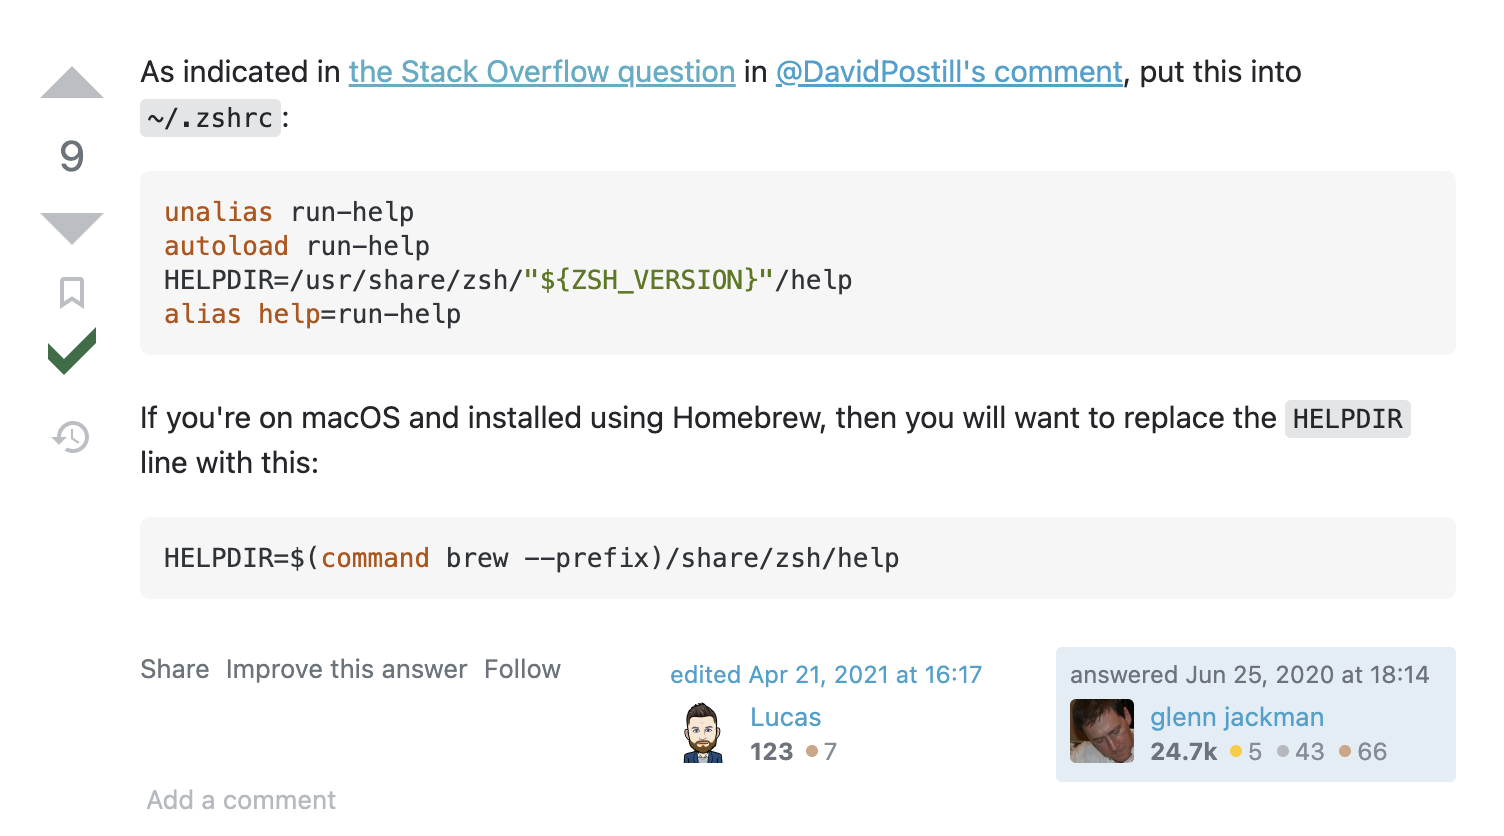 As indicated in the Stack Overflow question in @DavidPostill's comment, put this into
~/.zshrc:
9
unalias run-help
autoload run-help
HELPDIR=/usr/share/zsh/"${ZSH_VERSION}"/help
alias help=run-help
If you're on macOS and installed using Homebrew, then you will want to replace the HELPDIR
line with this:
HELPDIR=$(command brew --prefix)/share/zsh/help
Share Improve this answer Follow
edited Apr 21, 2021 at 16:17
Lucas
123 7
answered Jun 25, 2020 at 18:14
glenn jackman
24.7k 5 43 66
Add a comment